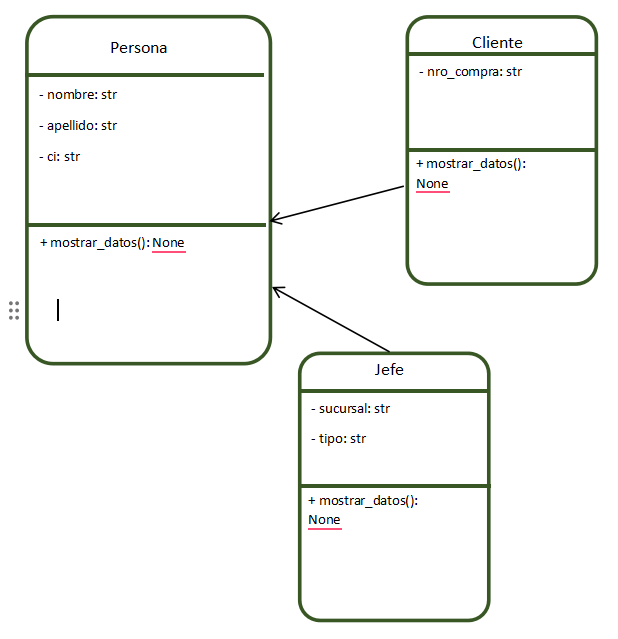 Persona
- nombre: str
- apellido: str
- ci: str
+ mostrar_datos(): None
Cliente
- nro_compra: str
+ mostrar_datos():
None
Jefe
- sucursal: str
- tipo: str
+ mostrar_datos():
None